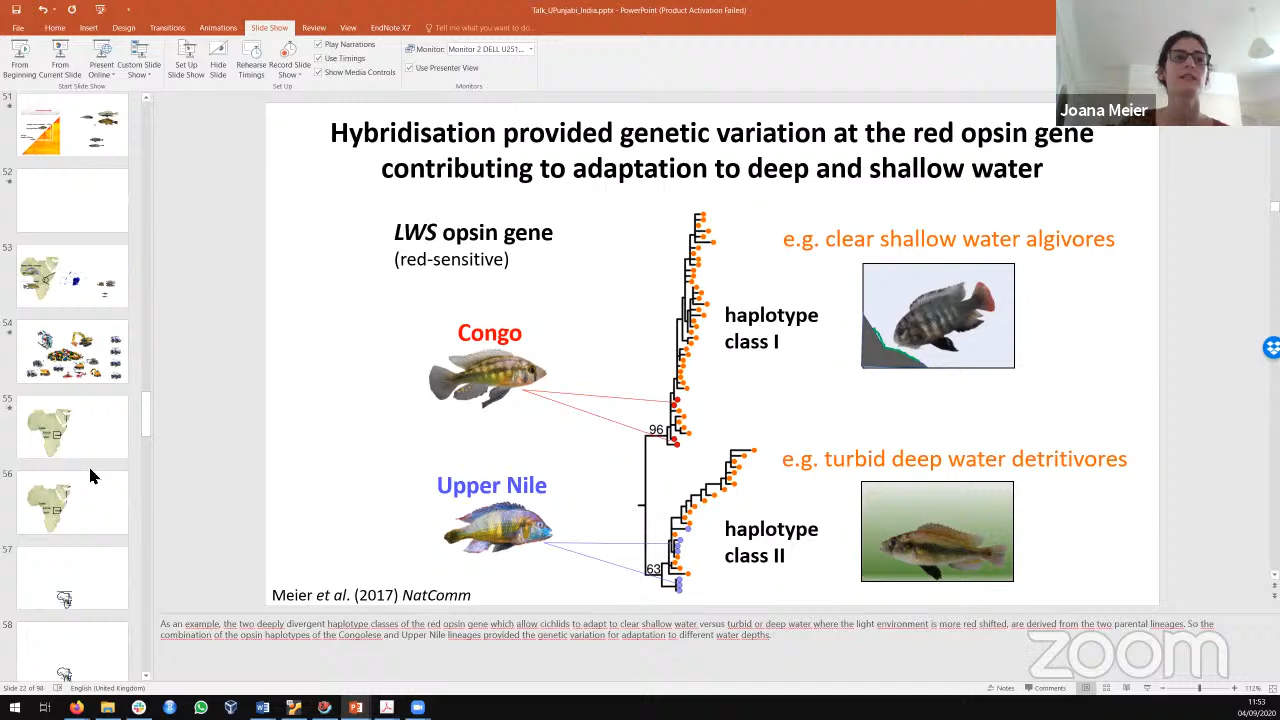 Talk_UPunjabi_India.pptx - PowerPoint (Product Activation Failed)
File Home Insert Design Transitions Animations Slide Show Review View EndNote X7 Tell me what you want to do...
From Beginning
From Current Slide
Present Online
Custom Slide Show
Set Up Slide Show
Hide Slide
Rehearse Timings
Record Slide Show
Play Narrations
Use Timings
Show Media Controls
Monitor: Monitor 2 DELL U251...
Use Presenter View
Start Slide Show
Set Up
Monitors
Joana Meier
51
52
53
54
55
56
57
58
Hybridisation provided genetic variation at the red opsin gene
contributing to adaptation to deep and shallow water
LWS opsin gene
(red-sensitive)
e.g. clear shallow water algivores
haplotype
class I
Congo
96
e.g. turbid deep water detritivores
Upper Nile
haplotype
class II
63
Meier et al. (2017) NatComm
As an example, the two deeply divergent haplotype classes of the red opsin gene which allow cichlids to adapt to clear shallow water versus turbid or deep water where the light environment is more red shifted, are derived from the two parental lineages. So the
combination of the opsin haplotypes of the Congolese and Upper Nile lineages provided the genetic variation for adaptation to different water depths.
zoom
Slide 22 of 98 English (United Kingdom) Notes Comments 112%
11:53
04/09/2020